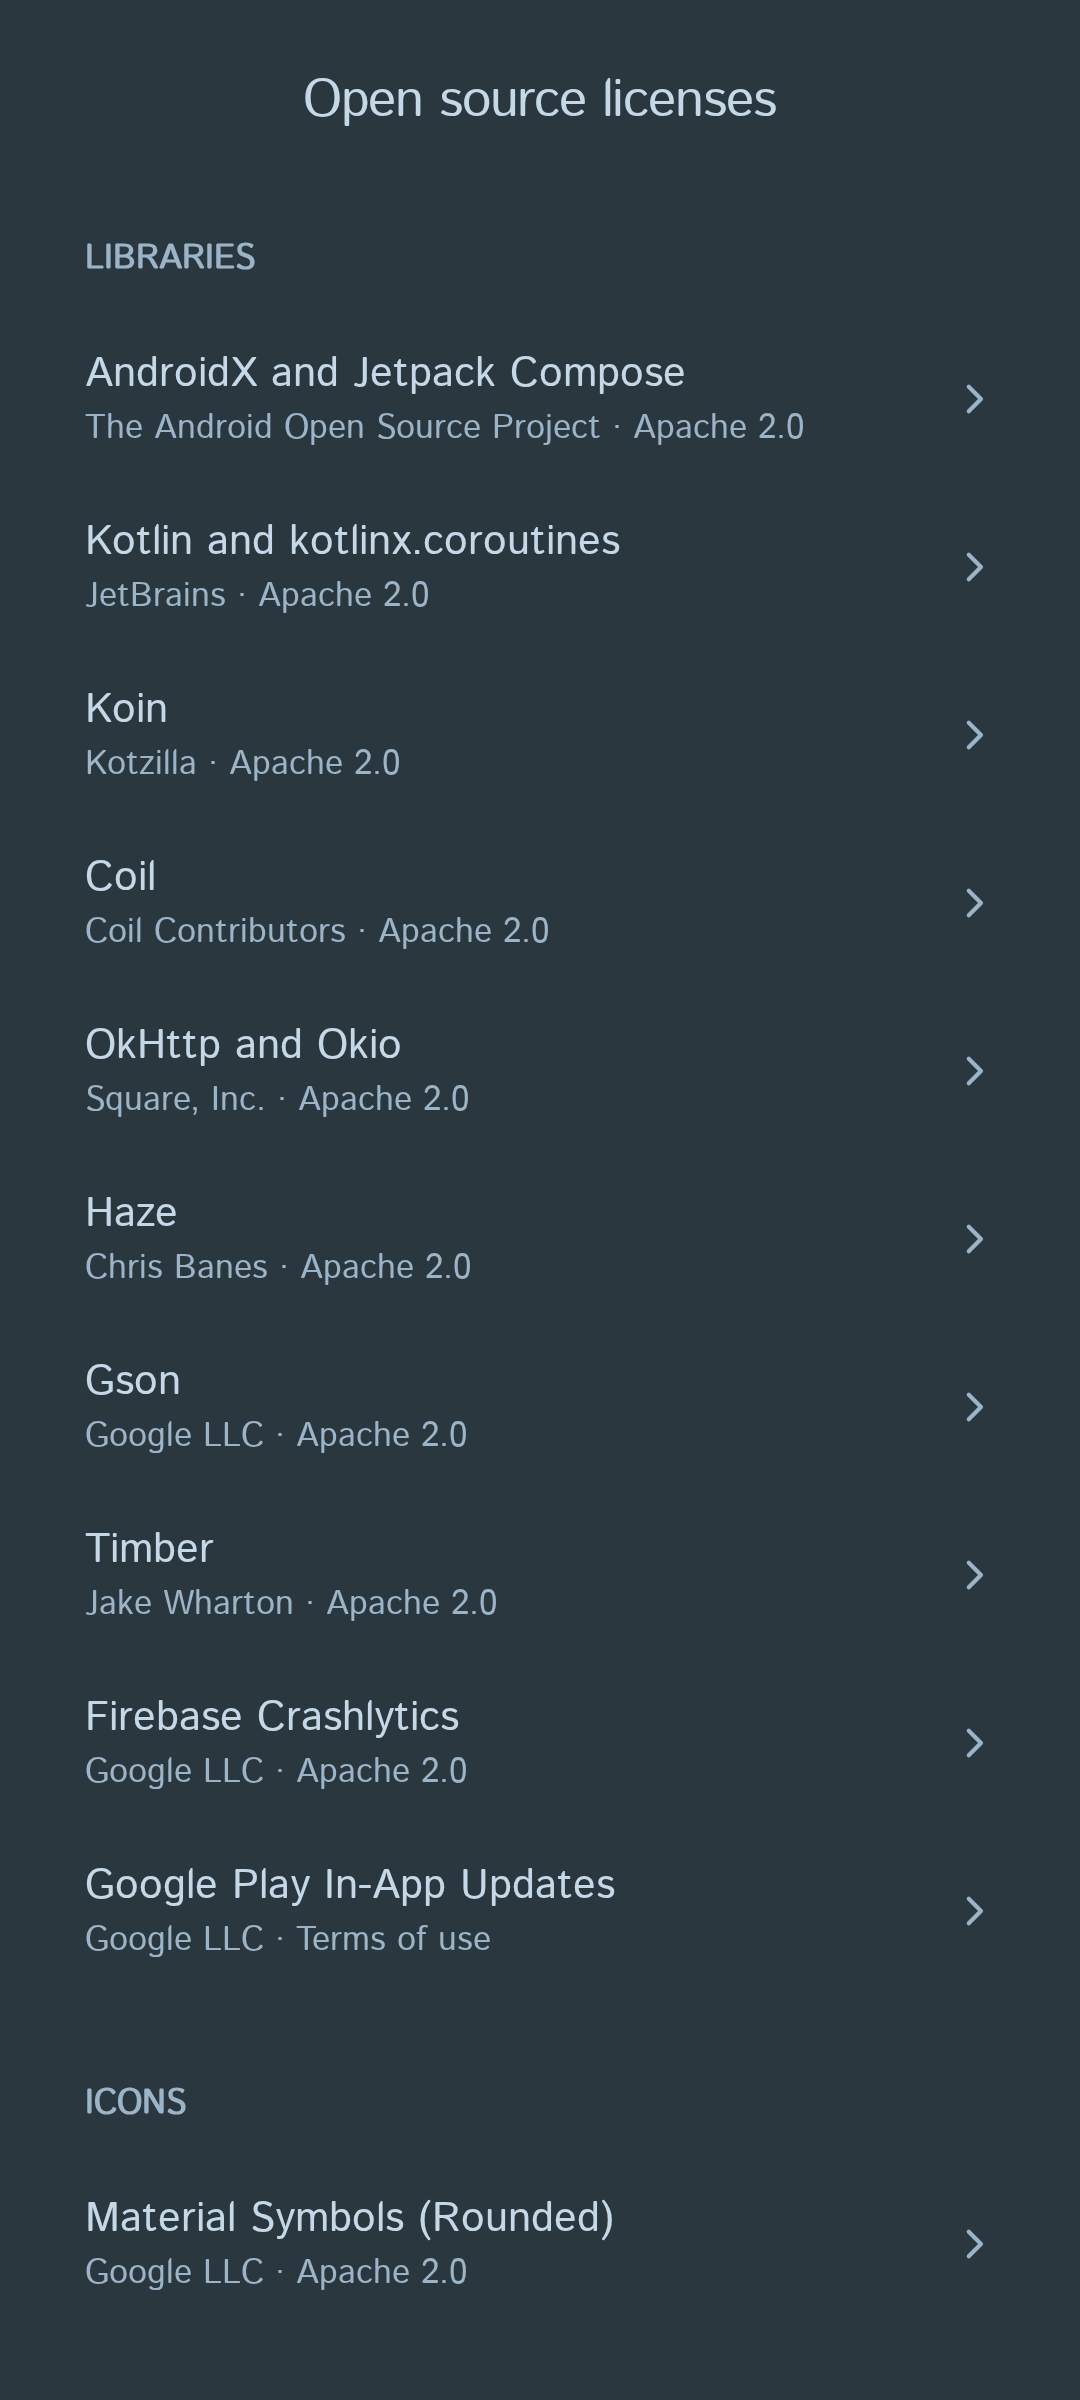 Open source licenses
LIBRARIES
AndroidX and Jetpack Compose
The Android Open Source Project · Apache 2.0
Kotlin and kotlinx.coroutines
JetBrains · Apache 2.0
Koin
Kotzilla · Apache 2.0
Coil
Coil Contributors · Apache 2.0
OkHttp and Okio
Square, Inc. · Apache 2.0
Haze
Chris Banes · Apache 2.0
Gson
Google LLC · Apache 2.0
Timber
Jake Wharton · Apache 2.0
Firebase Crashlytics
Google LLC · Apache 2.0
Google Play In-App Updates
Google LLC · Terms of use
ICONS
Material Symbols (Rounded)
Google LLC · Apache 2.0